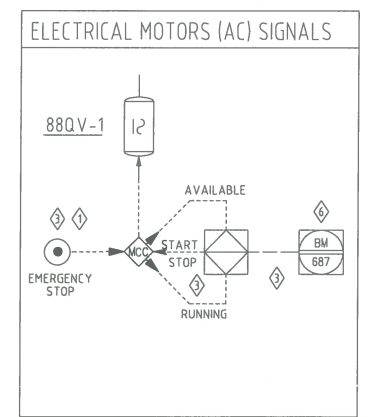 ELECTRICAL MOTORS (AC) SIGNALS
88QV-1
12
AVAILABLE
3
1
6
MCC
START
STOP
BM
687
EMERGENCY
STOP
3
3
RUNNING